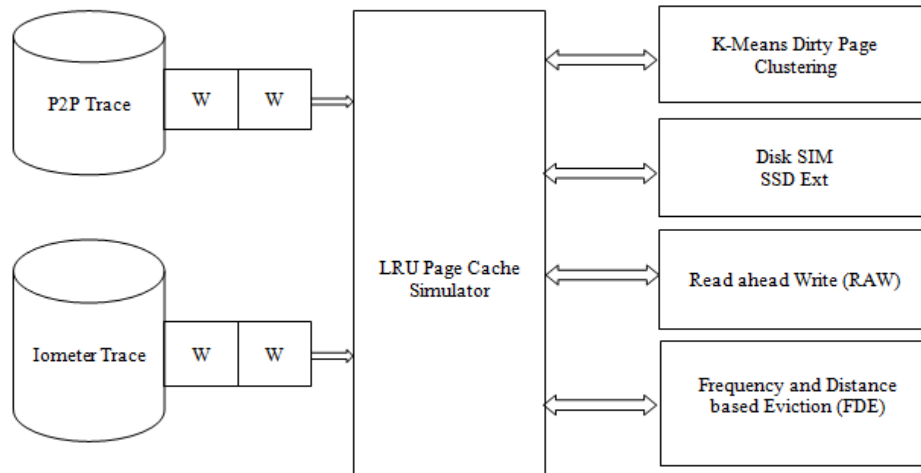 P2P Trace
W
W
Iometer Trace
W
W
LRU Page Cache
Simulator
K-Means Dirty Page
Clustering
Disk SIM
SSD Ext
Read ahead Write (RAW)
Frequency and Distance
based Eviction (FDE)